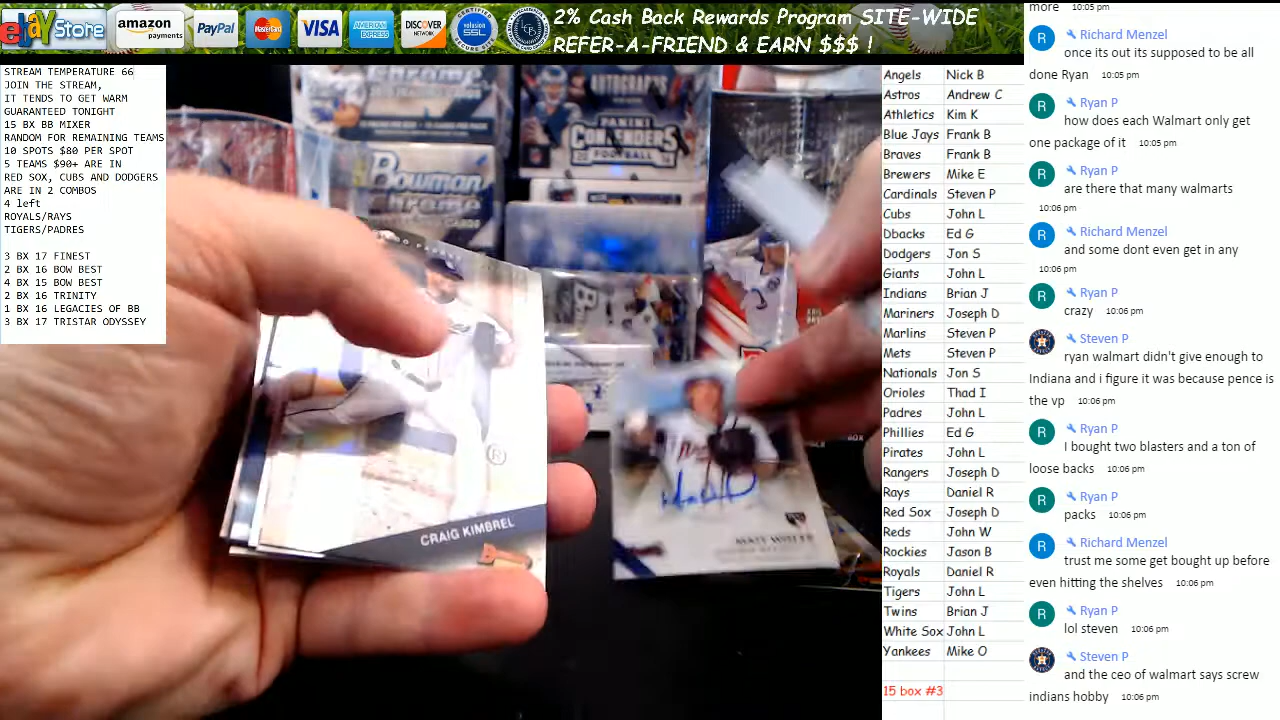 ebay Store
amazon
payments
PayPal
MasterCard
VISA
AMERICAN
EXPRESS
DISCOVER
NETWORK
SSL
2% Cash Back Rewards Program SITE-WIDE
REFER-A-FRIEND & EARN $$$ !
STREAM TEMPERATURE 66
JOIN THE STREAM,
IT TENDS TO GET WARM
GUARANTEED TONIGHT
15 BX BB MIXER
RANDOM FOR REMAINING TEAMS
10 SPOTS $80 PER SPOT
5 TEAMS $90+ ARE IN
RED SOX, CUBS AND DODGERS
ARE IN 2 COMBOS
4 left
ROYALS/RAYS
TIGERS/PADRES
3 BX 17 FINEST
2 BX 16 BOW BEST
4 BX 15 BOW BEST
2 BX 16 TRINITY
1 BX 16 LEGACIES OF BB
3 BX 17 TRISTAR ODYSSEY
Chrome
Bowman
Chrome
AUTOGRAPHS
PANINI
CONTENDERS
FOOTBALL
CRAIG KIMBREL
MATT WISLER
Angels Nick B
Astros Andrew C
Athletics Kim K
Blue Jays Frank B
Braves Frank B
Brewers Mike E
Cardinals Steven P
Cubs John L
Dbacks Ed G
Dodgers Jon S
Giants John L
Indians Brian J
Mariners Joseph D
Marlins Steven P
Mets Steven P
Nationals Jon S
Orioles Thad I
Padres John L
Phillies Ed G
Pirates John L
Rangers Joseph D
Rays Daniel R
Red Sox Joseph D
Reds John W
Rockies Jason B
Royals Daniel R
Tigers John L
Twins Brian J
White Sox John L
Yankees Mike O
15 box #3
more 10:05 pm
R Richard Menzel
once its out its supposed to be all
done Ryan 10:05 pm
R Ryan P
how does each Walmart only get
one package of it 10:05 pm
R Ryan P
are there that many walmarts
10:06 pm
R Richard Menzel
and some dont even get in any
10:06 pm
R Ryan P
crazy 10:06 pm
Steven P
ryan walmart didn't give enough to
Indiana and i figure it was because pence is
the vp 10:06 pm
R Ryan P
I bought two blasters and a ton of
loose backs 10:06 pm
R Ryan P
packs 10:06 pm
R Richard Menzel
trust me some get bought up before
even hitting the shelves 10:06 pm
R Ryan P
lol steven 10:06 pm
Steven P
and the ceo of walmart says screw
indians hobby 10:06 pm